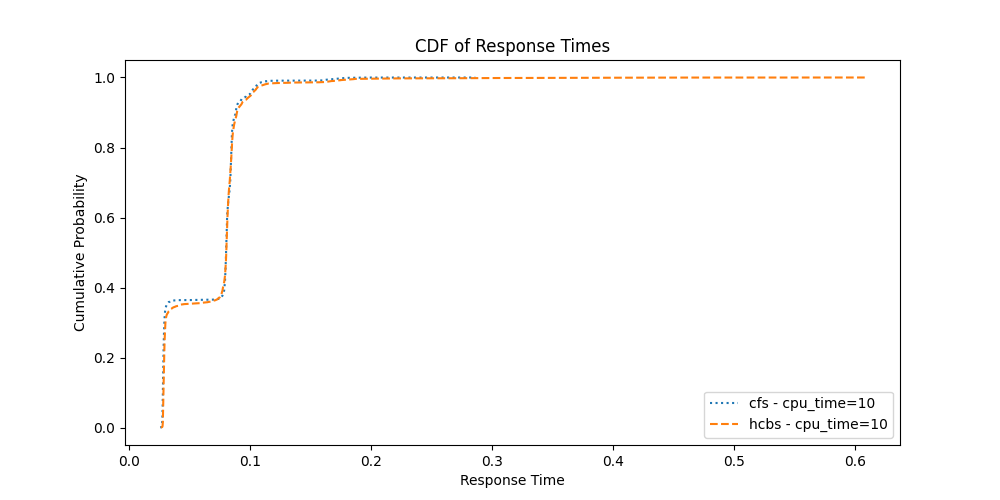 CDF of Response Times
Cumulative Probability
1.0
0.8
0.6
0.4
0.2
0.0
cfs - cpu_time=10
hcbs - cpu_time=10
0.0 0.1 0.2 0.3 0.4 0.5 0.6
Response Time